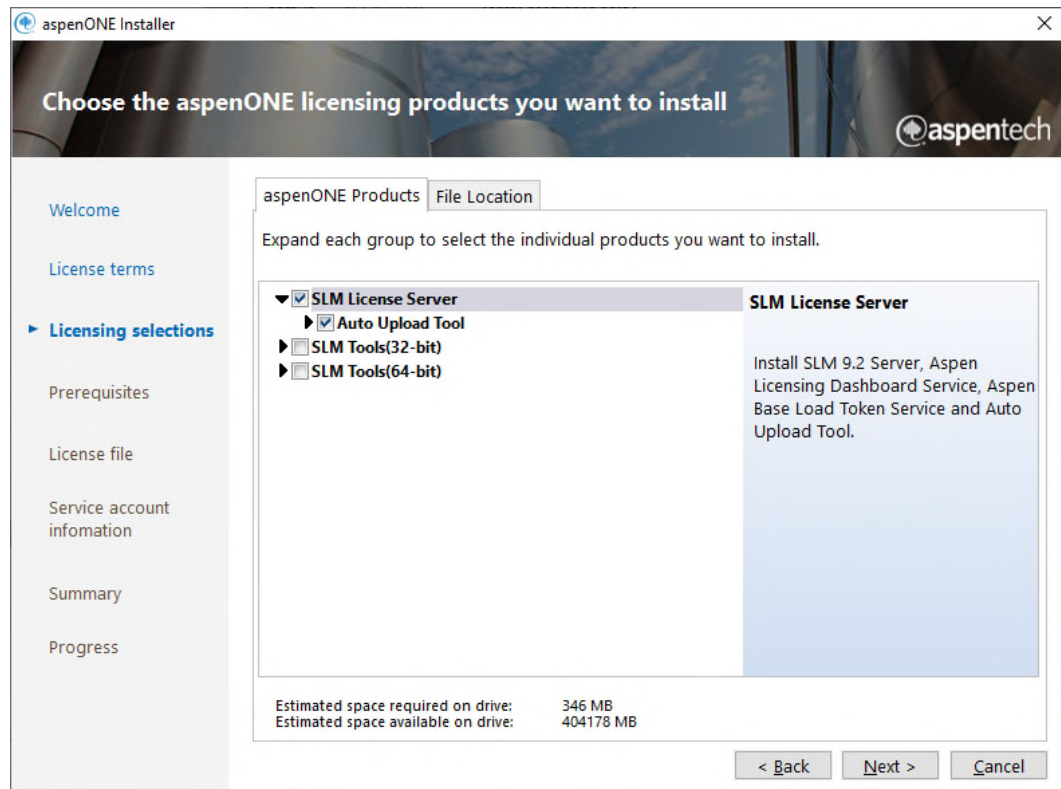 aspenONE Installer
Choose the aspenONE licensing products you want to install
aspentech
Welcome
License terms
Licensing selections
Prerequisites
License file
Service account
infomation
Summary
Progress
aspenONE Products
File Location
Expand each group to select the individual products you want to install.
SLM License Server
Auto Upload Tool
SLM Tools(32-bit)
SLM Tools(64-bit)
SLM License Server
Install SLM 9.2 Server, Aspen
Licensing Dashboard Service, Aspen
Base Load Token Service and Auto
Upload Tool.
Estimated space required on drive: 346 MB
Estimated space available on drive: 404178 MB
< Back
Next >
Cancel